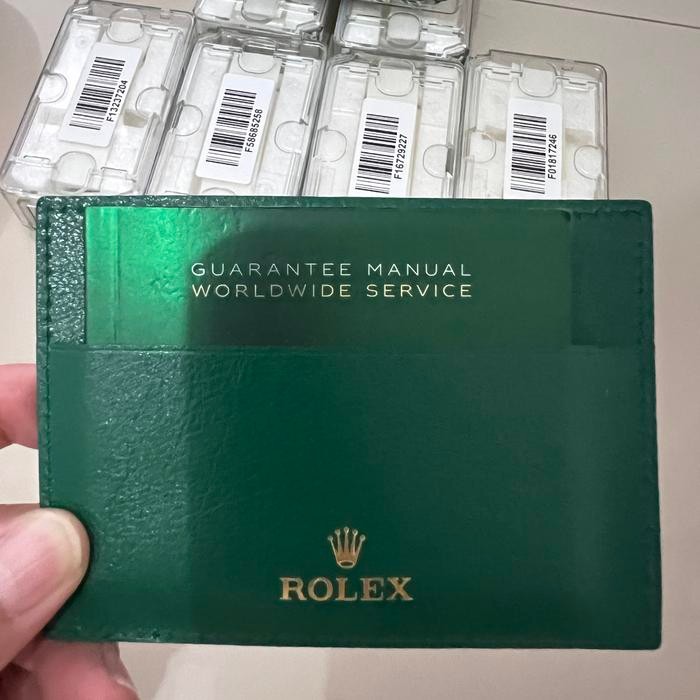 F13237204
F58685258
F16729227
F01817246
GUARANTEE MANUAL
WORLDWIDE SERVICE
ROLEX